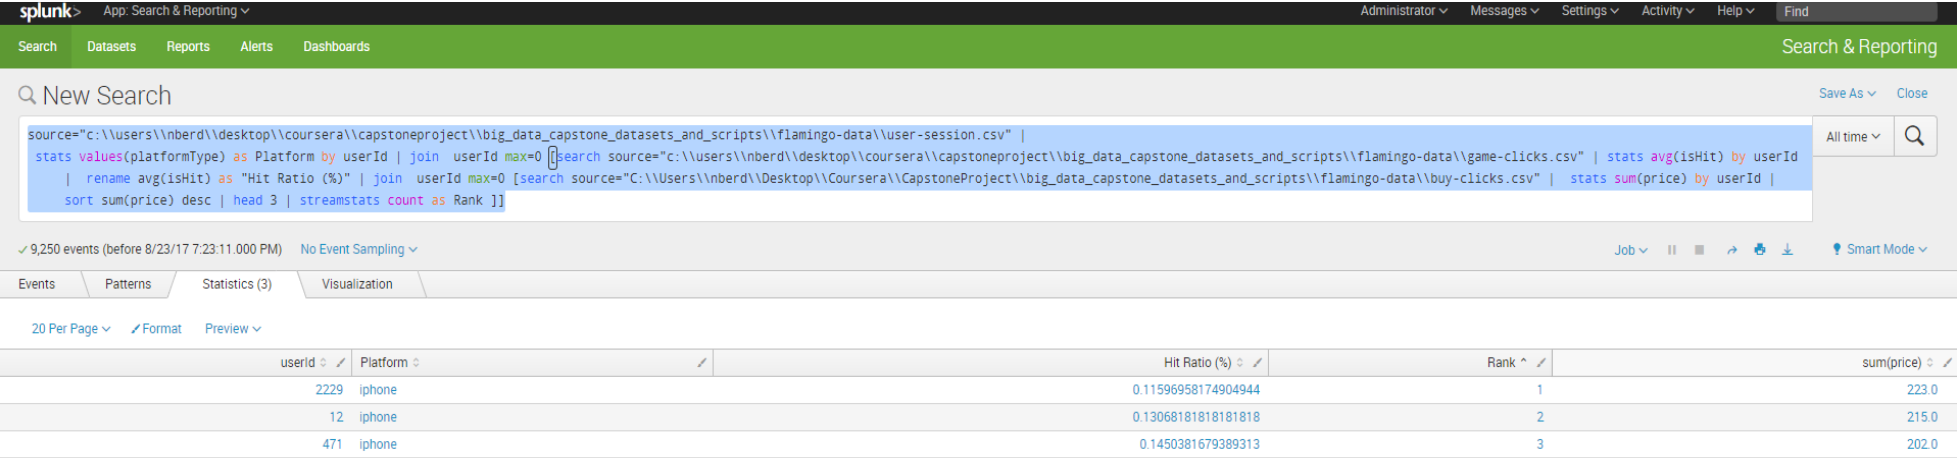 splunk> App: Search & Reporting Administrator Messages Settings Activity Help Find
Search Datasets Reports Alerts Dashboards Search & Reporting
New Search Save As Close
source="c:\\users\\nberd\\desktop\\coursera\\capstoneproject\\big_data_capstone_datasets_and_scripts\\flamingo-data\\user-session.csv" |
stats values(platformType) as Platform by userId | join userId max=0 [search source="c:\\users\\nberd\\desktop\\coursera\\capstoneproject\\big_data_capstone_datasets_and_scripts\\flamingo-data\\game-clicks.csv" | stats avg(isHit) by userId
| rename avg(isHit) as "Hit Ratio (%)" | join userId max=0 [search source="C:\\Users\\nberd\\Desktop\\Coursera\\CapstoneProject\\big_data_capstone_datasets_and_scripts\\flamingo-data\\buy-clicks.csv" | stats sum(price) by userId |
sort sum(price) desc | head 3 | streamstats count as Rank ]]
All time
9,250 events (before 8/23/17 7:23:11.000 PM) No Event Sampling Job Smart Mode
Events Patterns Statistics (3) Visualization
20 Per Page Format Preview
userId Platform Hit Ratio (%) Rank sum(price)
2229 iphone 0.11596958174904944 1 223.0
12 iphone 0.13068181818181818 2 215.0
471 iphone 0.1450381679389313 3 202.0